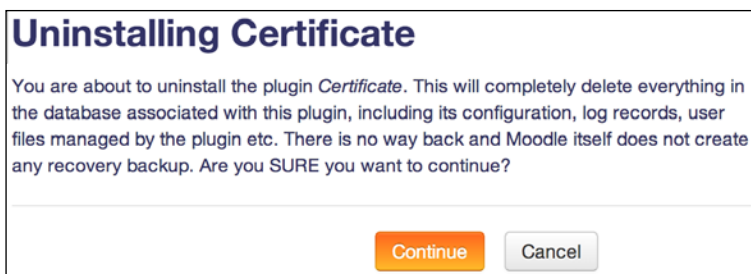 Uninstalling Certificate
You are about to uninstall the plugin Certificate. This will completely delete everything in
the database associated with this plugin, including its configuration, log records, user
files managed by the plugin etc. There is no way back and Moodle itself does not create
any recovery backup. Are you SURE you want to continue?
Continue Cancel